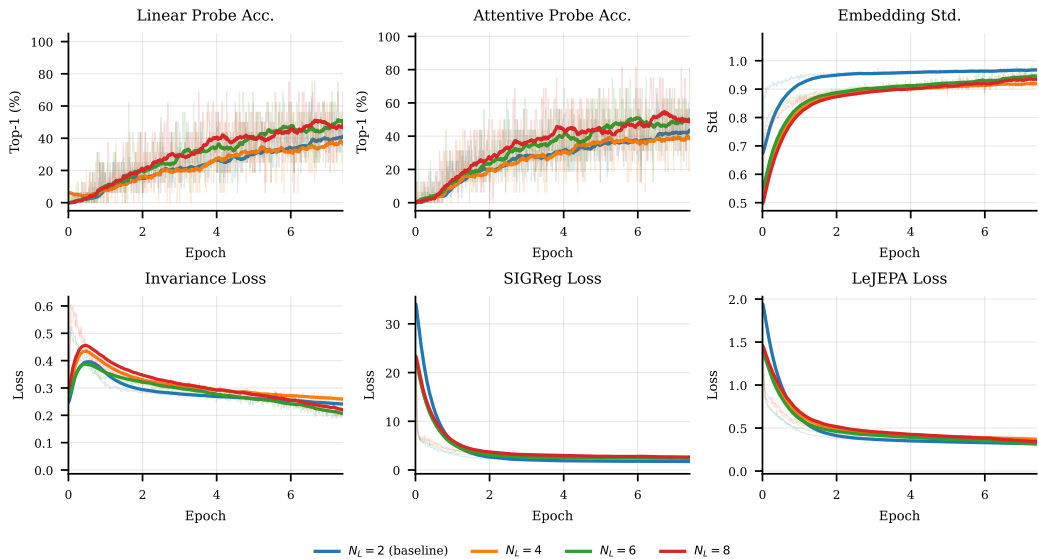 Linear Probe Acc.
Attentive Probe Acc.
Embedding Std.
Top-1 (%)
100
80
60
40
20
0
0 2 4 6
Epoch
Top-1 (%)
100
80
60
40
20
0
0 2 4 6
Epoch
Std
1.0
0.9
0.8
0.7
0.6
0.5
0 2 4 6
Epoch
Invariance Loss
SIGReg Loss
LeJEPA Loss
Loss
0.6
0.5
0.4
0.3
0.2
0.1
0.0
0 2 4 6
Epoch
Loss
30
20
10
0
0 2 4 6
Epoch
Loss
2.0
1.5
1.0
0.5
0.0
0 2 4 6
Epoch
N_L = 2 (baseline) N_L = 4 N_L = 6 N_L = 8